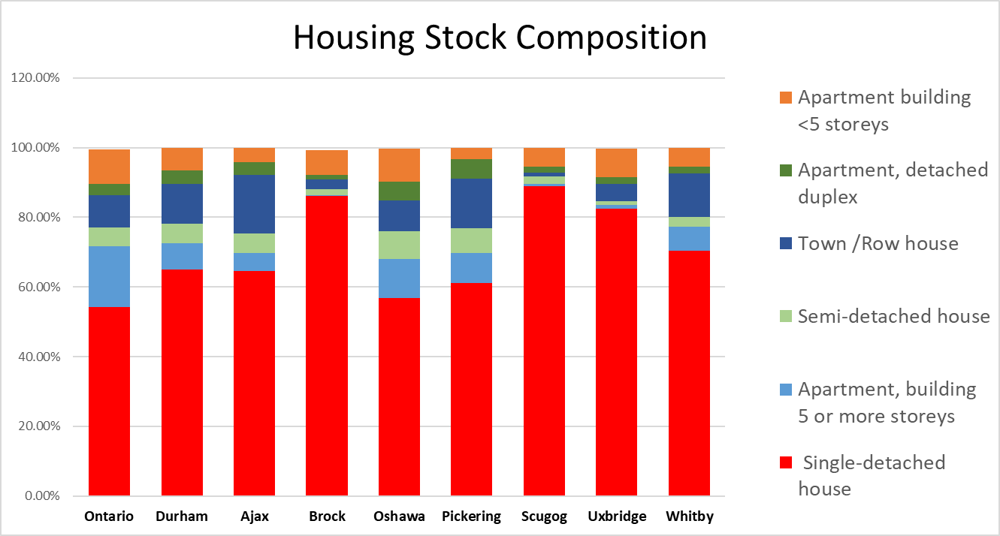 Housing Stock Composition
120.00%
100.00%
80.00%
60.00%
40.00%
20.00%
0.00%
Ontario Durham Ajax Brock Oshawa Pickering Scugog Uxbridge Whitby
Apartment building
<5 storeys
Apartment, detached
duplex
Town /Row house
Semi-detached house
Apartment, building
5 or more storeys
Single-detached
house